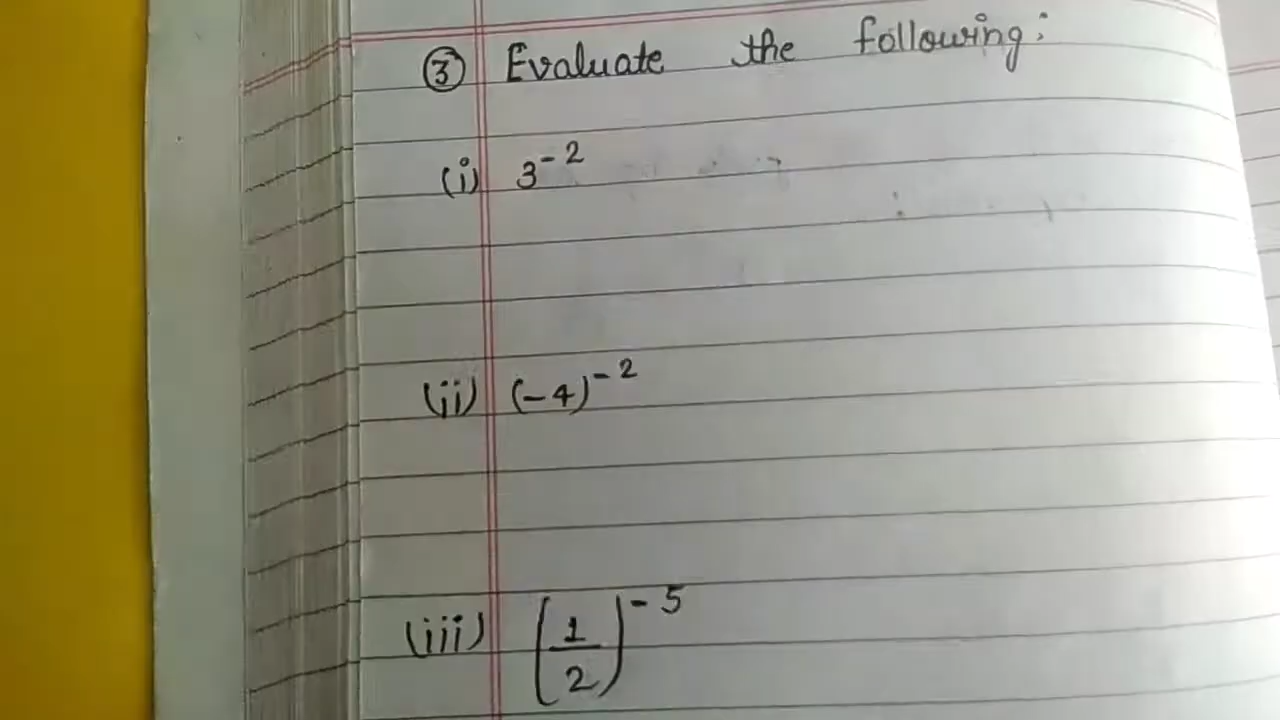 ③ Evaluate the following:
(i) 3⁻²
(ii) (-4)⁻²
(iii) (1/2)⁻⁵